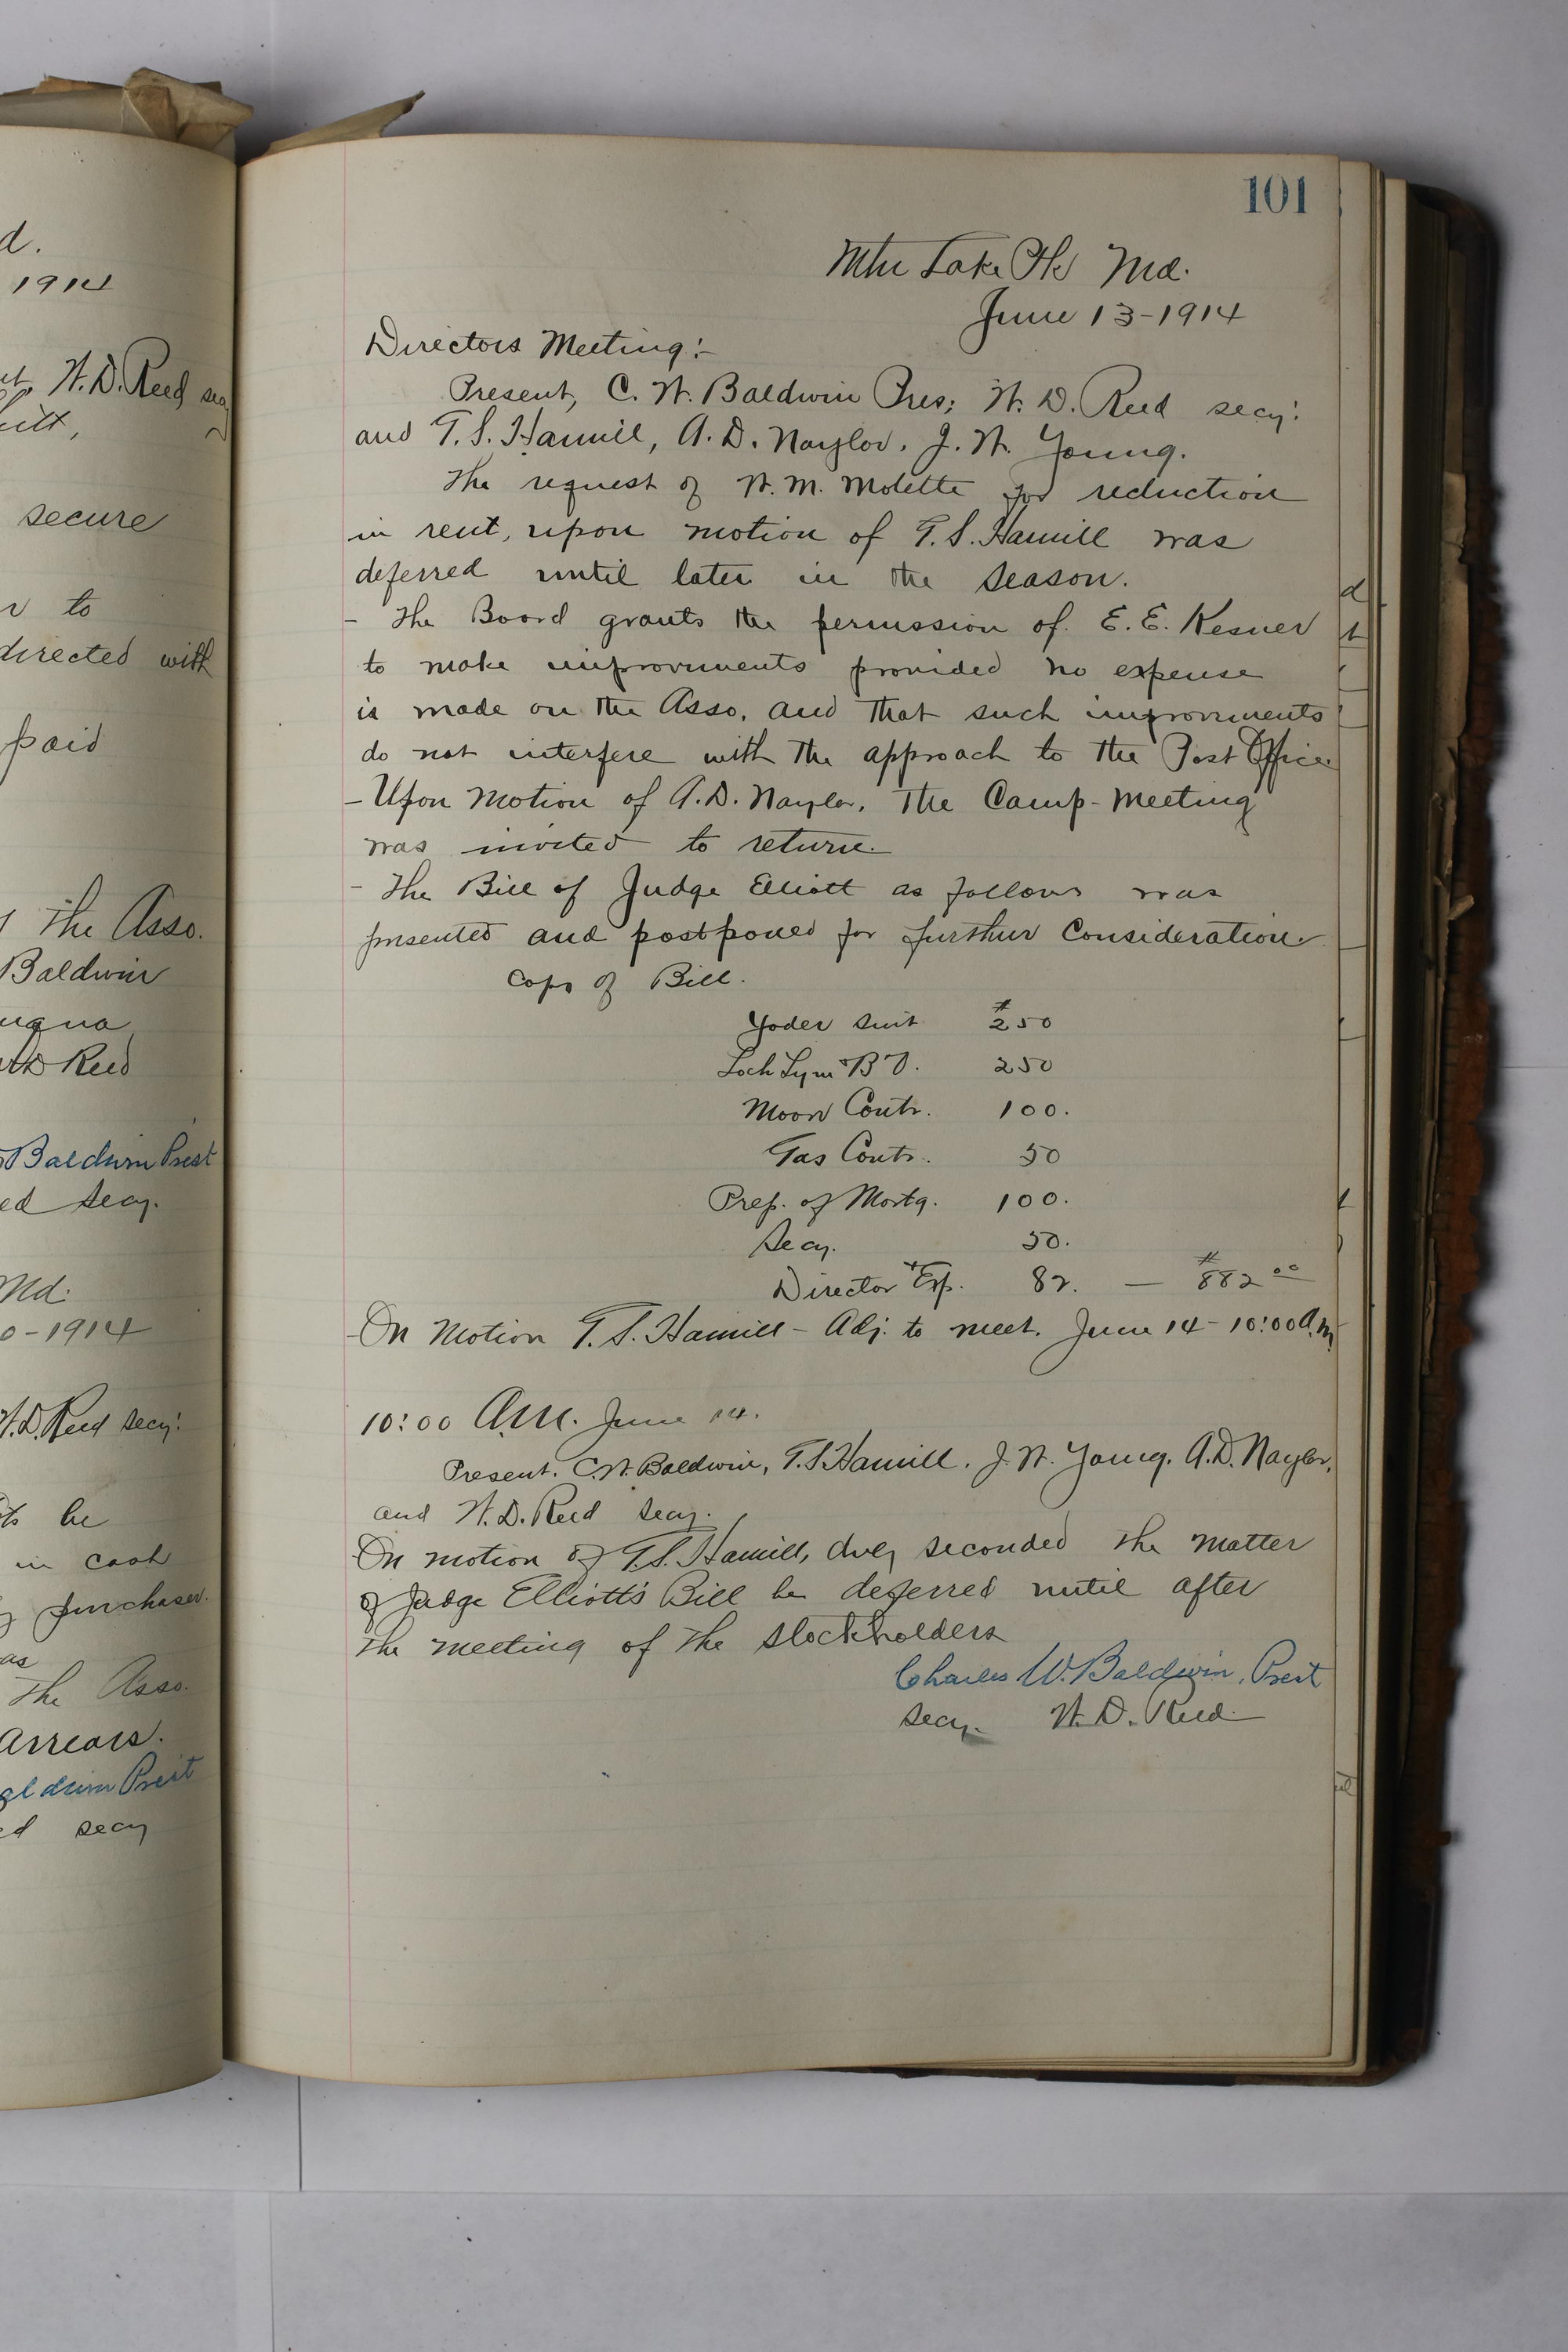 d.
1914
W.D. Reed secy
secure
to
directed with
paid
the Asso.
Baldwin
Reed
Baldwin Prest
ed Secy.
Md.
0-1914
W.D. Reed secy:
be
in cash
purchaser.
as
the Asso.
Arrears.
aldwin Prest
ed secy
101
Mtn Lake Pk Md.
June 13-1914
Directors Meeting:-
Present, C. W. Baldwin Pres; W. D. Reed secy:
and T. S. Hamill, A. D. Naylor, J. W. Young.
The request of W. M. Molette for reduction
in rent, upon motion of T. S. Hamill was
deferred until later in the season.
- The Board grants the permission of E. E. Kesner
to make improvments provided no expense
is made on the Asso, and that such improvments
do not interfere with the approach to the Post Office
- Upon Motion of A. D. Naylor, the Camp-Meeting
was invited to return.
- The Bill of Judge Elliott as follows was
presented and postponed for further Consideration.
Copy of Bill.
Yoder suit $250
Loch Lynn 250
Moon Contr. 100.
Gas Contr. 50
Prep. of Mortg. 100.
Secy. 50.
Director + Exp. 82. — $882 00
-On Motion T. S. Hamill - Adj. to meet. June 14 - 10:00 A.M.
10:00 A.M. June 14.
Present. C. W. Baldwin, T. S. Hamill, J. W. Young, A. D. Naylor,
and W. D. Reed secy.
On motion of T. S. Hamill, duly seconded the matter
of Judge Elliott's Bill be deferred until after
the meeting of the stockholders
Charles W. Baldwin, Prest
Secy. W. D. Reed.